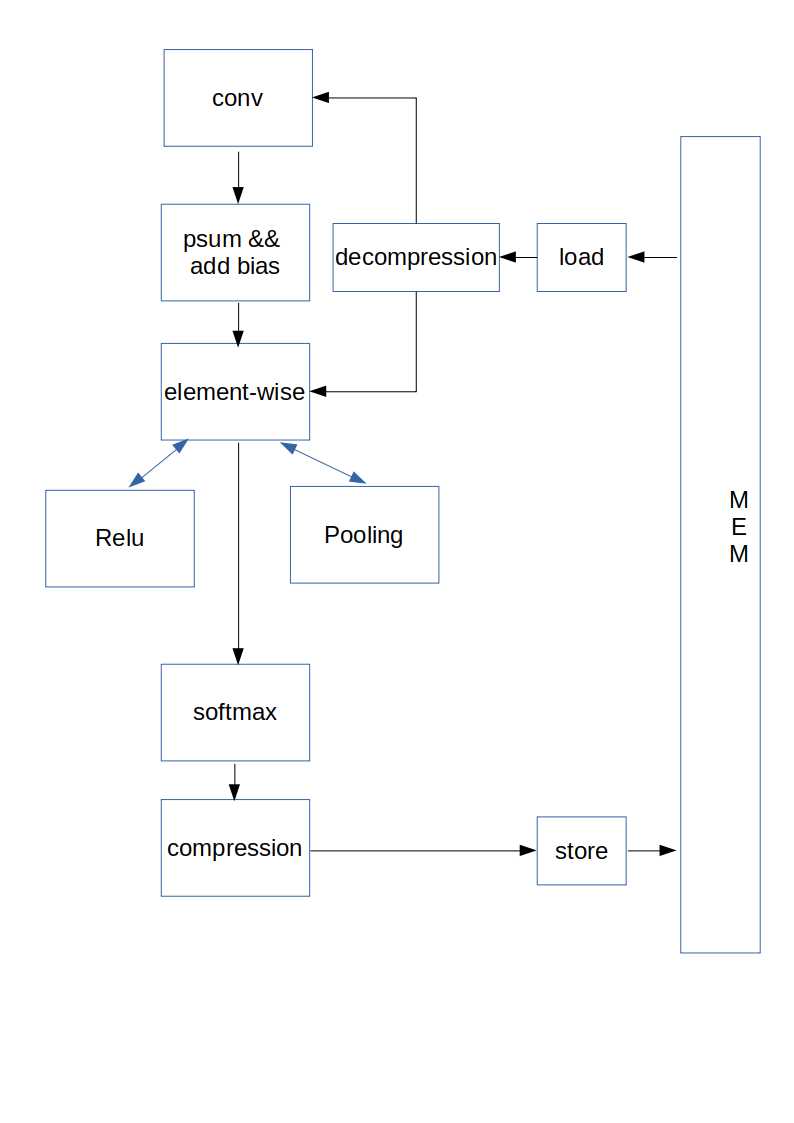 conv
psum &&
add bias
decompression
load
element-wise
Relu
Pooling
M
E
M
softmax
compression
store